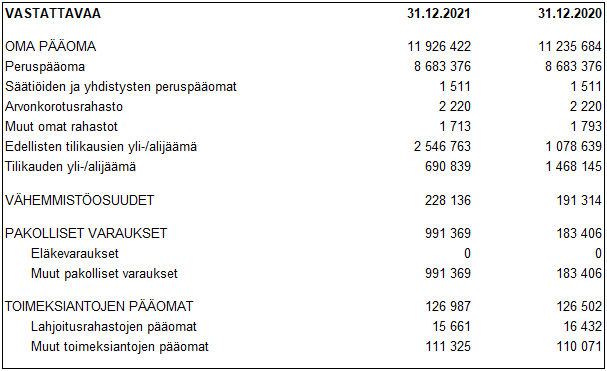 VASTATTAVAA 31.12.2021 31.12.2020
OMA PÄÄOMA 11 926 422 11 235 684
Peruspääoma 8 683 376 8 683 376
Säätiöiden ja yhdistysten peruspääomat 1 511 1 511
Arvonkorotusrahasto 2 220 2 220
Muut omat rahastot 1 713 1 793
Edellisten tilikausien yli-/alijäämä 2 546 763 1 078 639
Tilikauden yli-/alijäämä 690 839 1 468 145
VÄHEMMISTÖOSUUDET 228 136 191 314
PAKOLLISET VARAUKSET 991 369 183 406
Eläkevaraukset 0 0
Muut pakolliset varaukset 991 369 183 406
TOIMEKSIANTOJEN PÄÄOMAT 126 987 126 502
Lahjoitusrahastojen pääomat 15 661 16 432
Muut toimeksiantojen pääomat 111 325 110 071